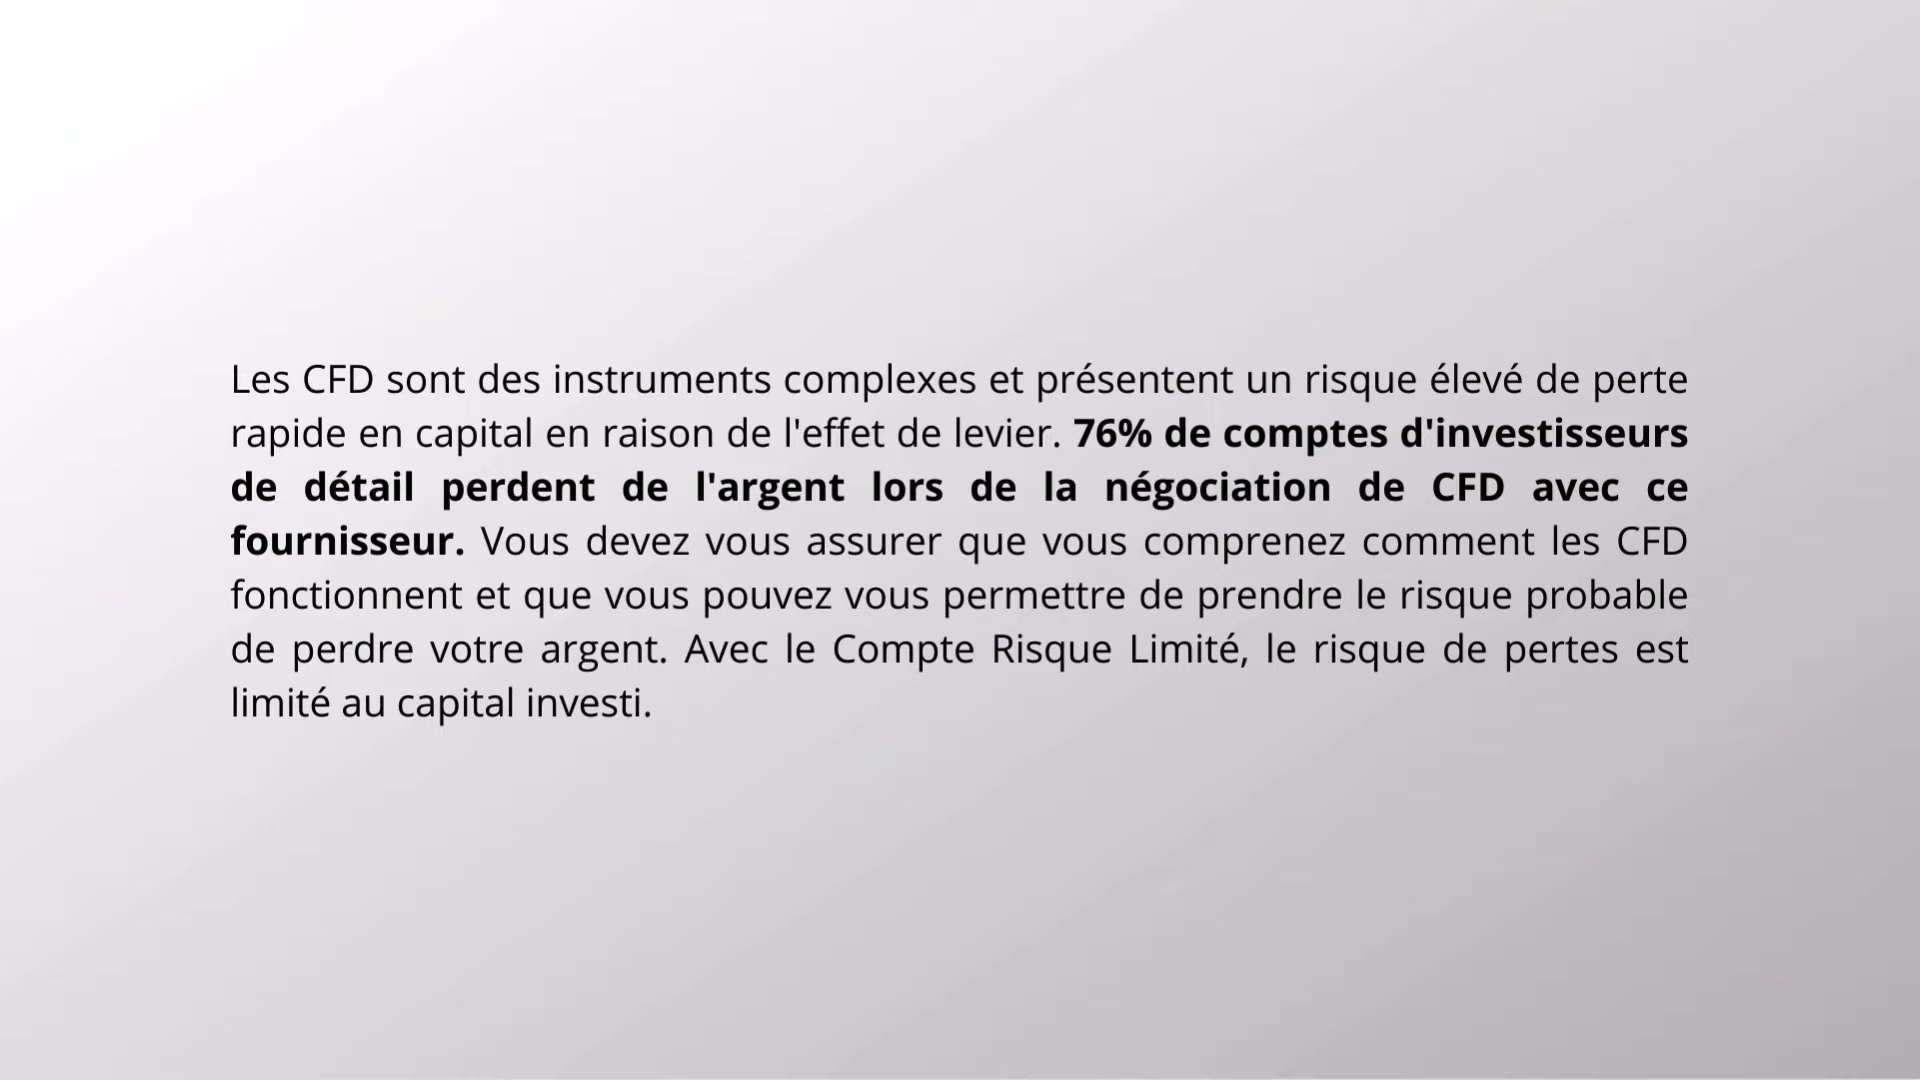 Les CFD sont des instruments complexes et présentent un risque élevé de perte
rapide en capital en raison de l'effet de levier. 76% de comptes d'investisseurs
de détail perdent de l'argent lors de la négociation de CFD avec ce
fournisseur. Vous devez vous assurer que vous comprenez comment les CFD
fonctionnent et que vous pouvez vous permettre de prendre le risque probable
de perdre votre argent. Avec le Compte Risque Limité, le risque de pertes est
limité au capital investi.